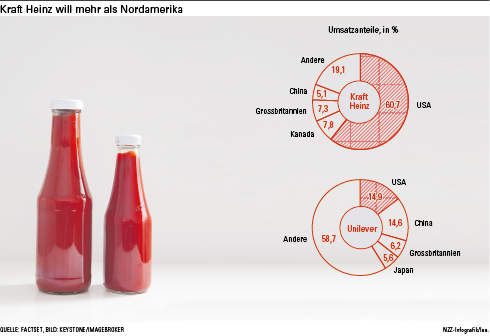 Kraft Heinz will mehr als Nordamerika
Umsatzanteile, in %
Andere
19,1
China
5,1
Grossbritannien
7,3
Kanada
7,8
Kraft
Heinz
60,7
USA
USA
14,9
14,6
China
6,2
Grossbritannien
5,6
Japan
Unilever
Andere
58,7
QUELLE: FACTSET, BILD: KEYSTONE/IMAGEBROKER
NZZ-Infografik/lea.